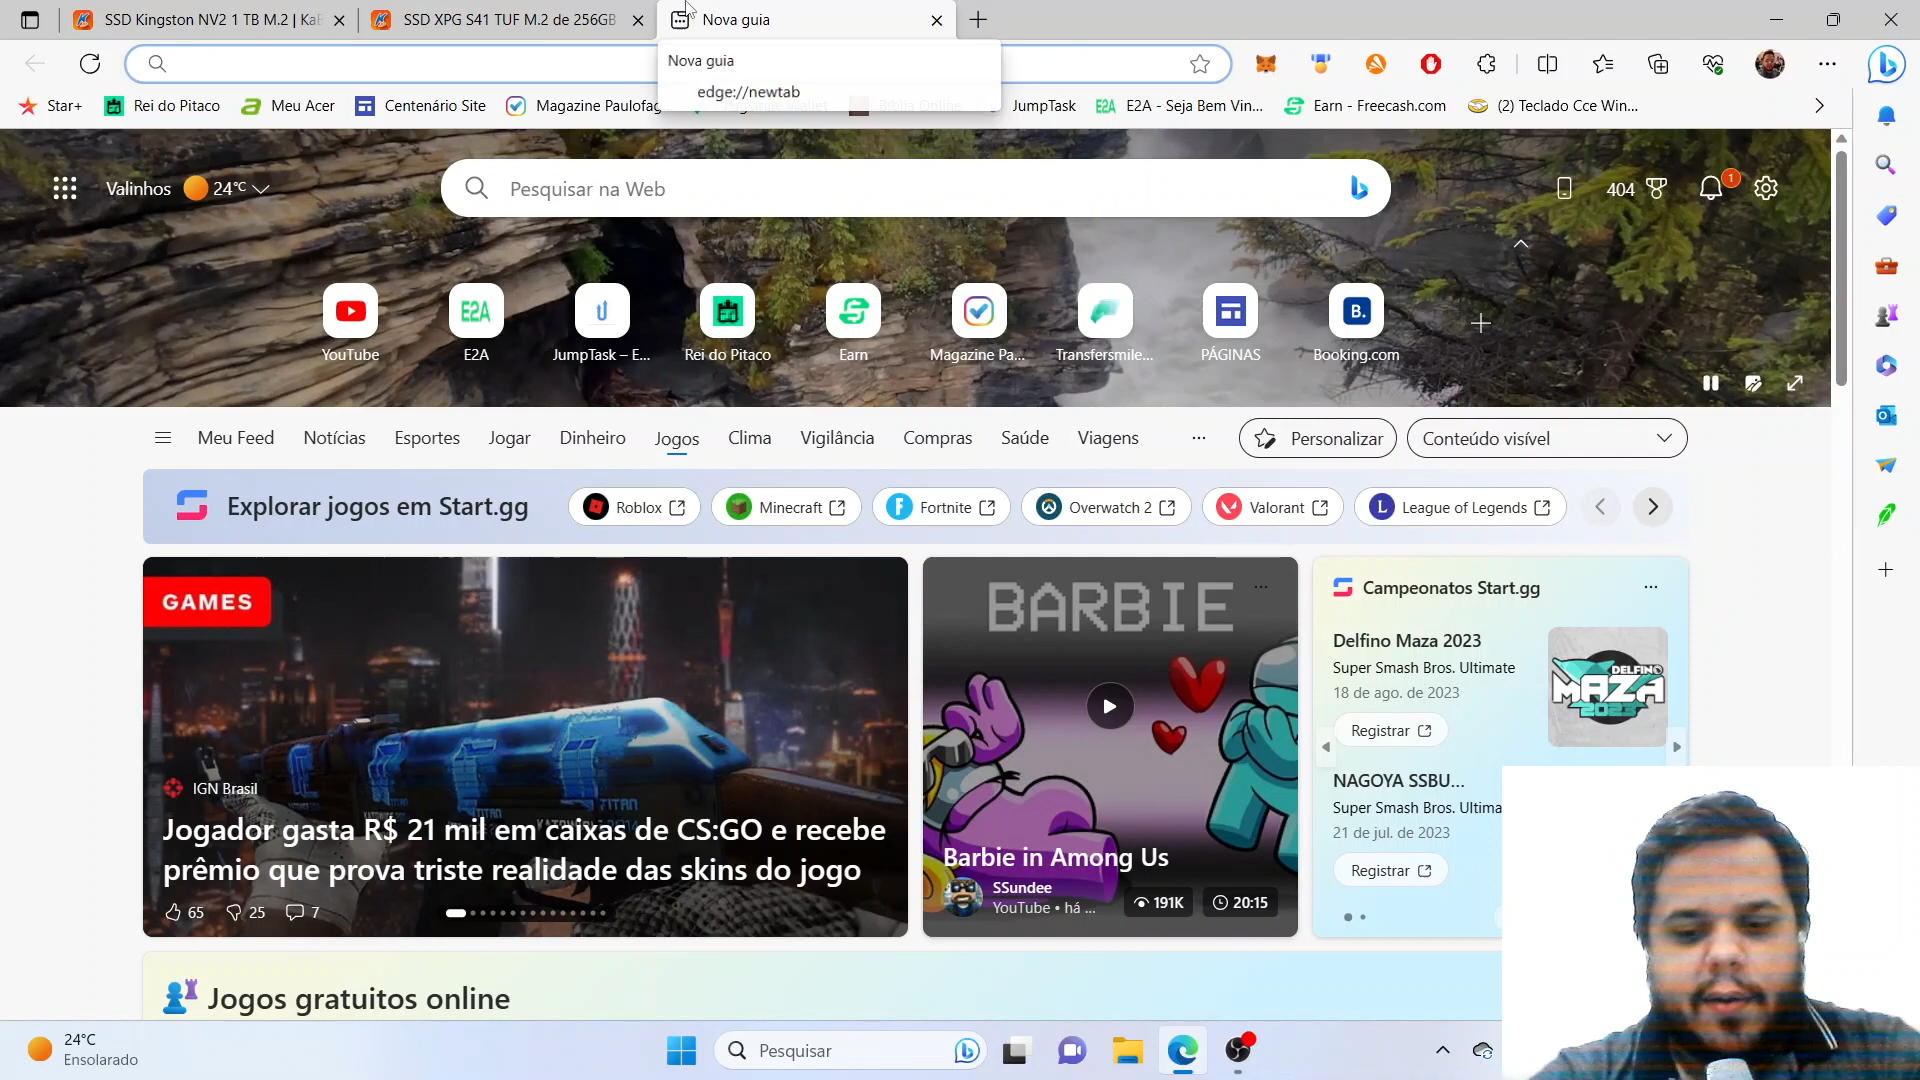 SSD Kingston NV2 1 TB M.2 | KaB
SSD XPG S41 TUF M.2 de 256GB
Nova guia
Nova guia
edge://newtab
Star+
Rei do Pitaco
Meu Acer
Centenário Site
Magazine Paulofag
JumpTask
E2A - Seja Bem Vin...
Earn - Freecash.com
(2) Teclado Cce Win...
Valinhos 24°C
Pesquisar na Web
404
1
YouTube
E2A
E2A
JumpTask – E...
Rei do Pitaco
Earn
Magazine Pa...
Transfersmile...
PÁGINAS
B.
Booking.com
Meu Feed
Notícias
Esportes
Jogar
Dinheiro
Jogos
Clima
Vigilância
Compras
Saúde
Viagens
...
Personalizar
Conteúdo visível
Explorar jogos em Start.gg
Roblox
Minecraft
Fortnite
Overwatch 2
Valorant
League of Legends
GAMES
IGN Brasil
Jogador gasta R$ 21 mil em caixas de CS:GO e recebe
prêmio que prova triste realidade das skins do jogo
65
25
7
BARBIE
Barbie in Among Us
SSundee
YouTube • há ...
191K
20:15
Campeonatos Start.gg
Delfino Maza 2023
Super Smash Bros. Ultimate
18 de ago. de 2023
Registrar
DELFINO
MAZA
2023
NAGOYA SSBU...
Super Smash Bros. Ultima
21 de jul. de 2023
Registrar
Jogos gratuitos online
24°C
Ensolarado
Pesquisar